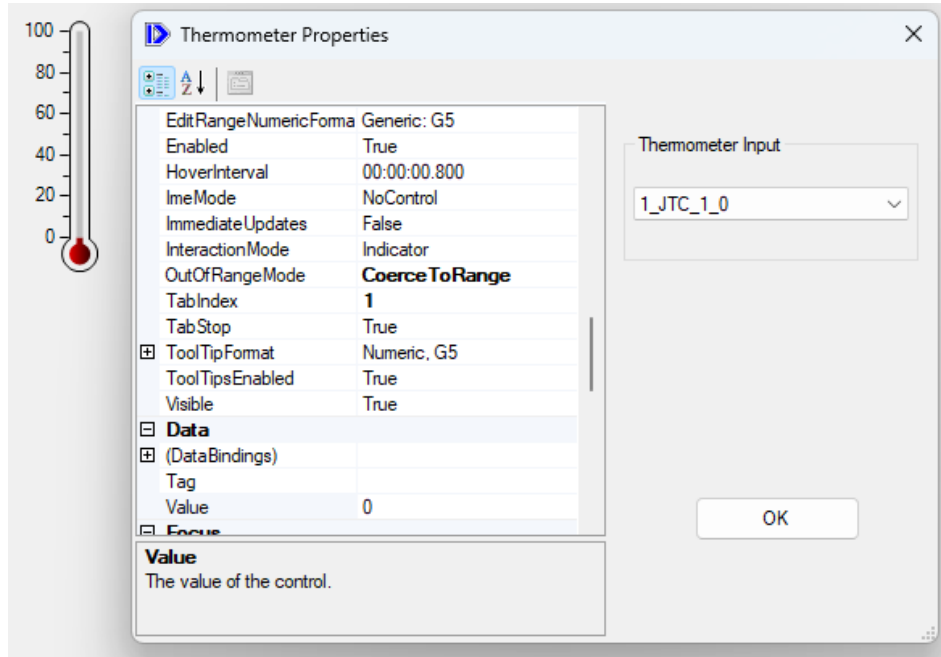 100
80
60
40
20
0
Thermometer Properties
EditRangeNumericForma Generic: G5
Enabled True
HoverInterval 00:00:00.800
ImeMode NoControl
ImmediateUpdates False
InteractionMode Indicator
OutOfRangeMode CoerceToRange
TabIndex 1
TabStop True
ToolTipFormat Numeric, G5
ToolTipsEnabled True
Visible True
Data
(DataBindings)
Tag
Value 0
Focus
Value
The value of the control.
Thermometer Input
1_JTC_1_0
OK